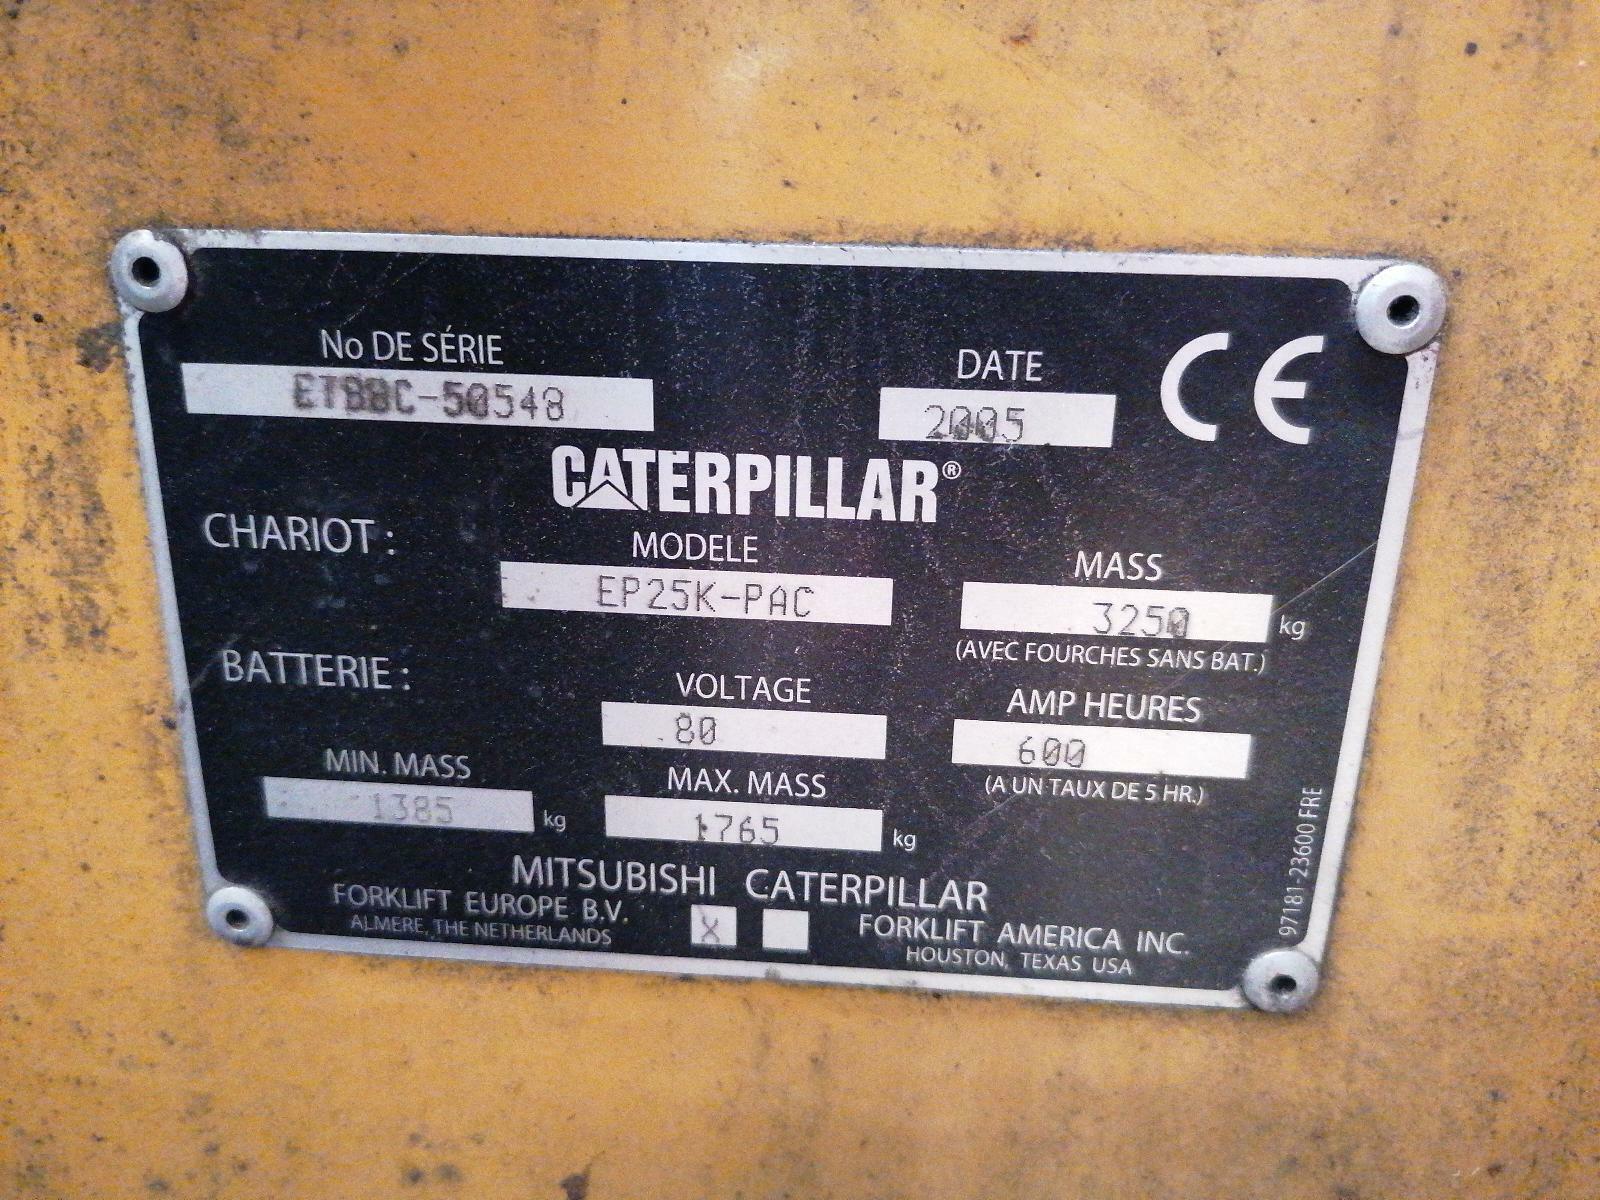 No DE SÉRIE
ETB8C-50548
DATE
2005
CE
CATERPILLAR®
CHARIOT :
MODELE
EP25K-PAC
MASS
3250 kg
(AVEC FOURCHES SANS BAT.)
BATTERIE :
VOLTAGE
80
AMP HEURES
600
(A UN TAUX DE 5 HR.)
MIN. MASS
1385 kg
MAX. MASS
1765 kg
MITSUBISHI CATERPILLAR
FORKLIFT EUROPE B.V.
ALMERE, THE NETHERLANDS
X
FORKLIFT AMERICA INC.
HOUSTON, TEXAS USA
97181-23600 FRE